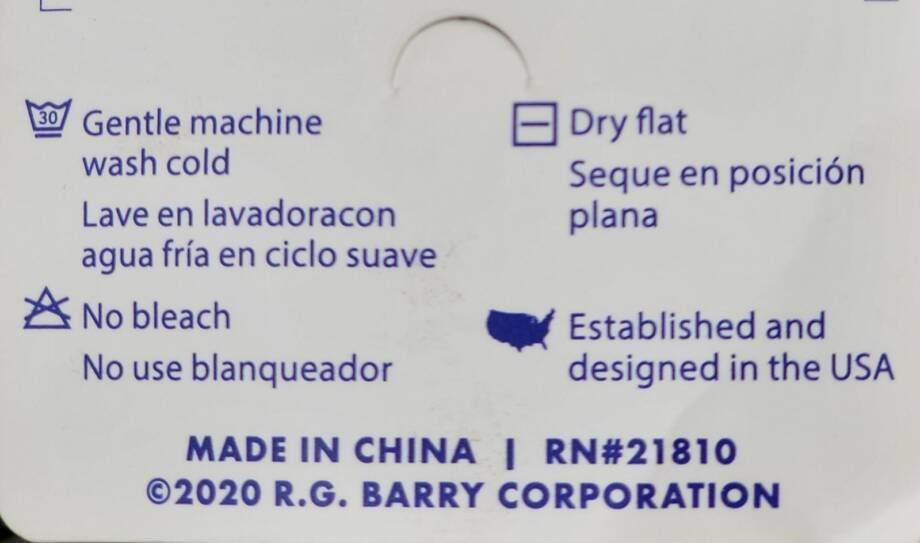 30 Gentle machine
wash cold
Lave en lavadoracon
agua fría en ciclo suave
No bleach
No use blanqueador
Dry flat
Seque en posición
plana
Established and
designed in the USA
MADE IN CHINA | RN#21810
©2020 R.G. BARRY CORPORATION